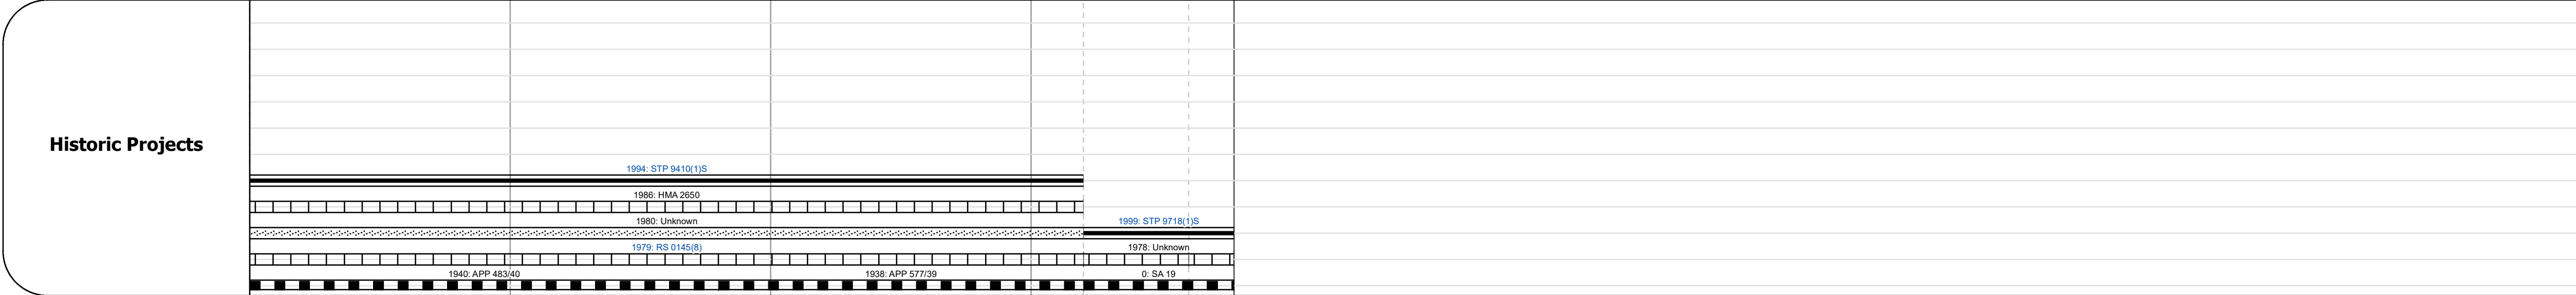 Historic Projects
1994: STP 9410(1)S
1986: HMA 2650
1980: Unknown
1999: STP 9718(1)S
1979: RS 0145(8)
1978: Unknown
1940: APP 483/40
1938: APP 577/39
0: SA 19